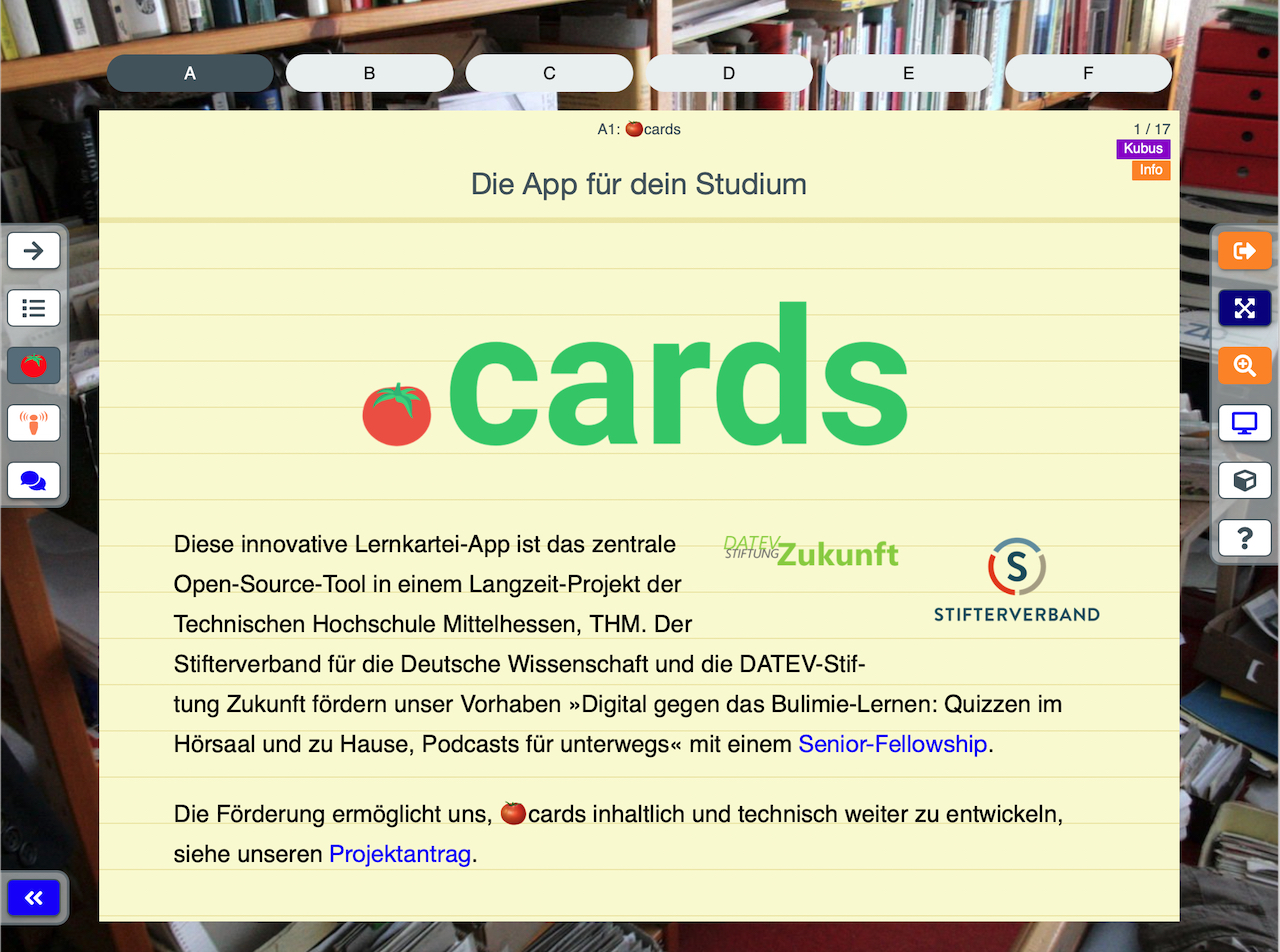 A
B
C
D
E
F
A1: 🍅cards
1 / 17
Kubus
Info
Die App für dein Studium
cards
Diese innovative Lernkartei-App ist das zentrale
Open-Source-Tool in einem Langzeit-Projekt der
Technischen Hochschule Mittelhessen, THM. Der
Stifterverband für die Deutsche Wissenschaft und die DATEV-Stif-
tung Zukunft fördern unser Vorhaben »Digital gegen das Bulimie-Lernen: Quizzen im
Hörsaal und zu Hause, Podcasts für unterwegs« mit einem Senior-Fellowship.
DATEV
STIFTUNG Zukunft
S
STIFTERVERBAND
Die Förderung ermöglicht uns, 🍅cards inhaltlich und technisch weiter zu entwickeln,
siehe unseren Projektantrag.
?